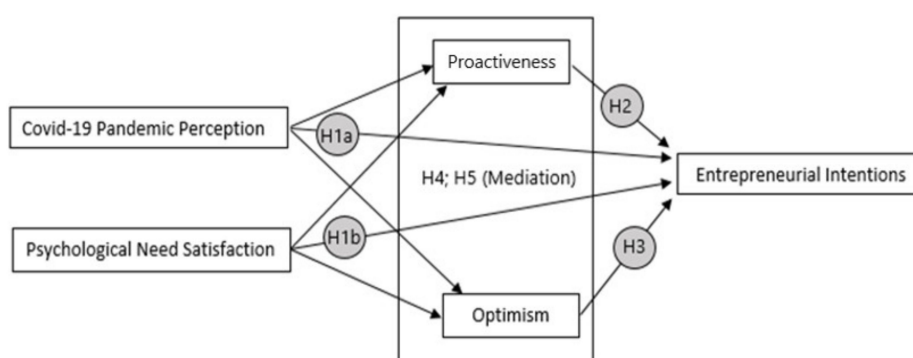 Proactiveness
H2
Covid-19 Pandemic Perception
H1a
H4; H5 (Mediation)
Entrepreneurial Intentions
Psychological Need Satisfaction
H1b
H3
Optimism